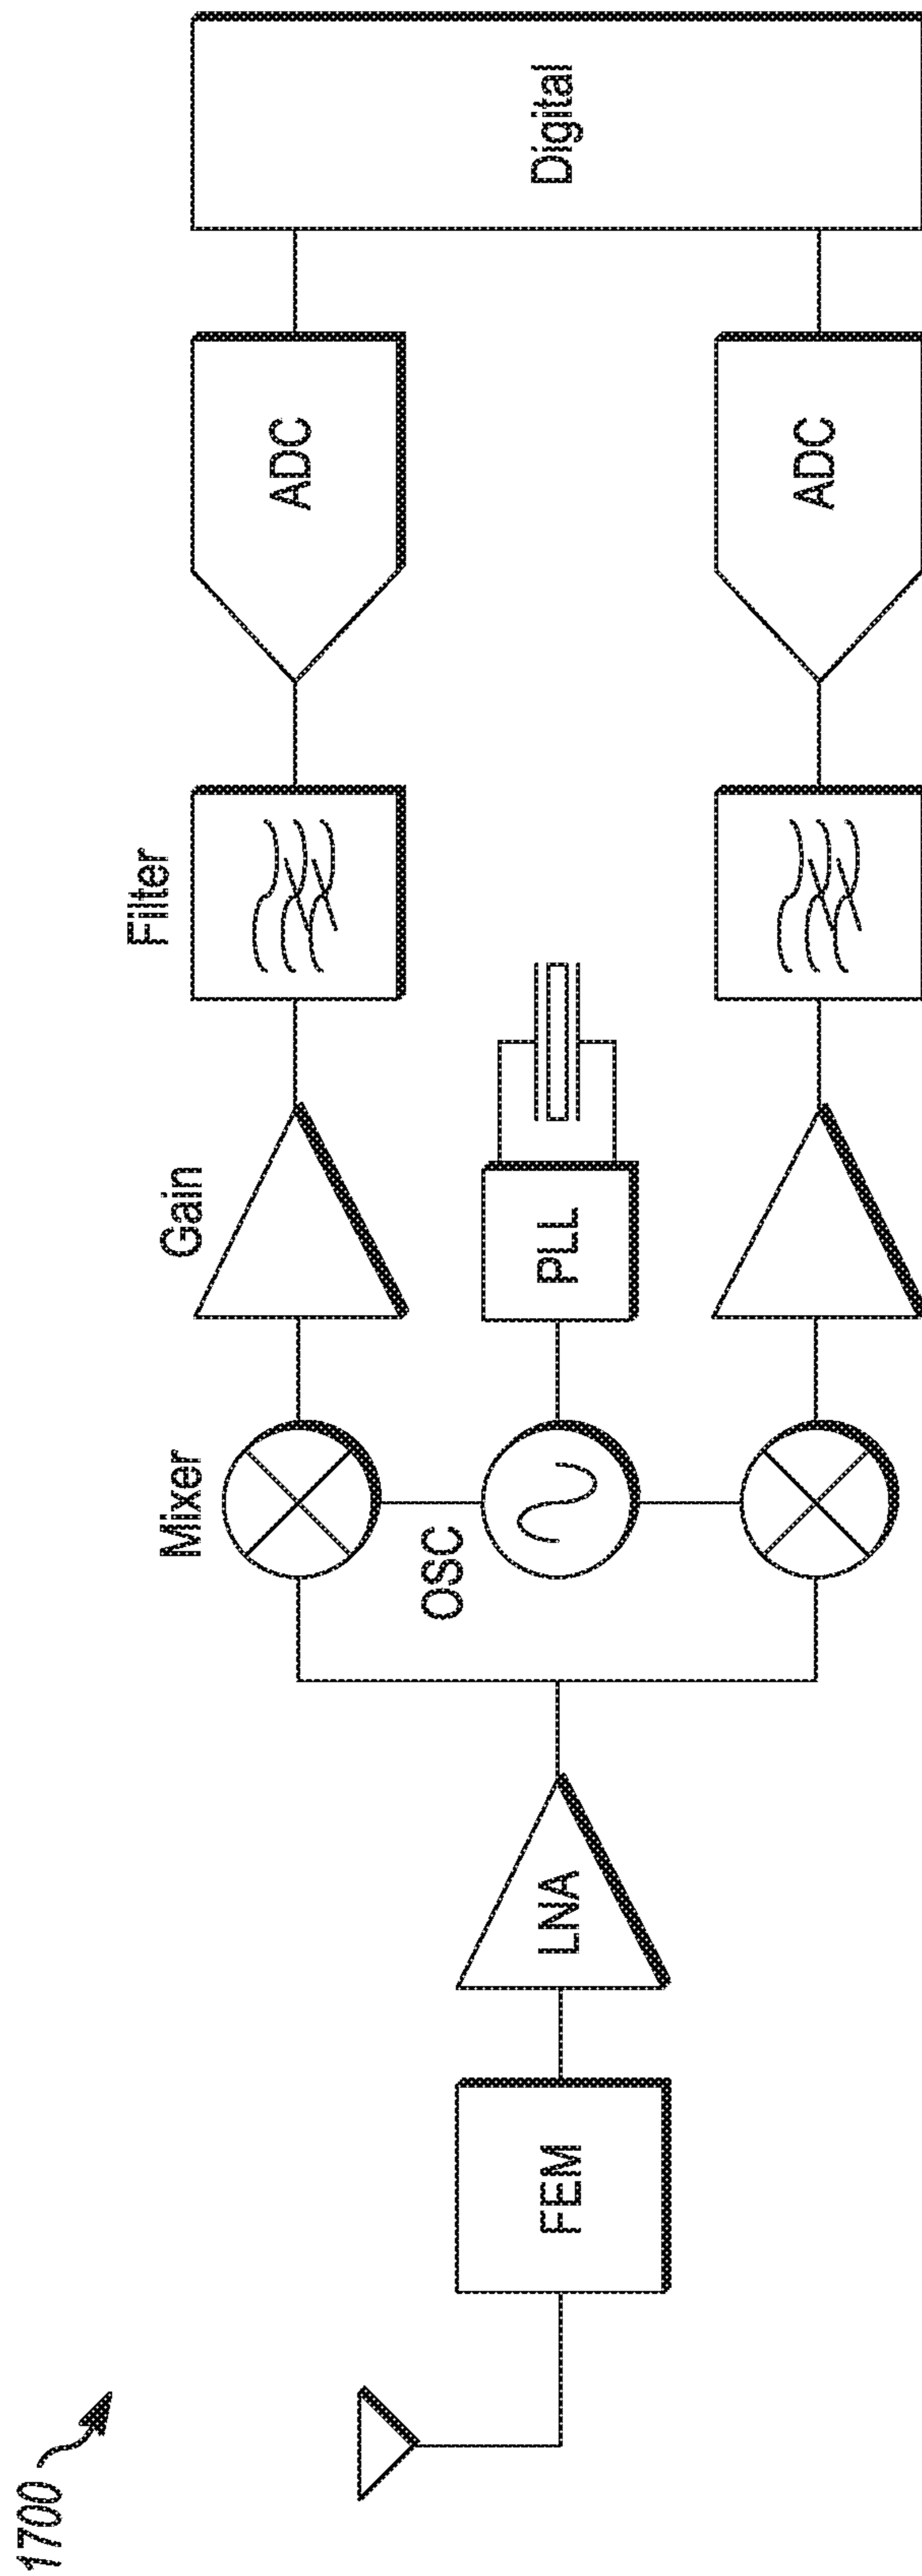 1700
FEM
LNA
Mixer
OSC
Gain
PLL
Filter
ADC
ADC
Digital